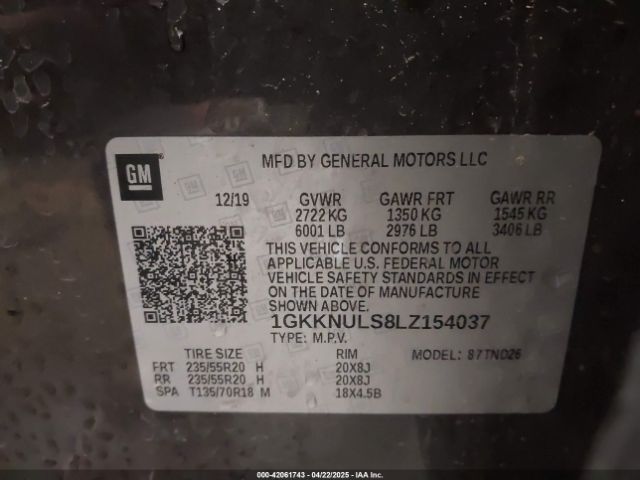 GM
MFD BY GENERAL MOTORS LLC
12/19 GVWR GAWR FRT GAWR RR
2722 KG 1350 KG 1545 KG
6001 LB 2976 LB 3406 LB
THIS VEHICLE CONFORMS TO ALL
APPLICABLE U.S. FEDERAL MOTOR
VEHICLE SAFETY STANDARDS IN EFFECT
ON THE DATE OF MANUFACTURE
SHOWN ABOVE.
1GKKNULS8LZ154037
TYPE: M.P.V.
TIRE SIZE RIM MODEL: 87TND26
FRT 235/55R20 H 20X8J
RR 235/55R20 H 20X8J
SPA T135/70R18 M 18X4.5B
000-42061743 - 04/22/2025 - IAA Inc.